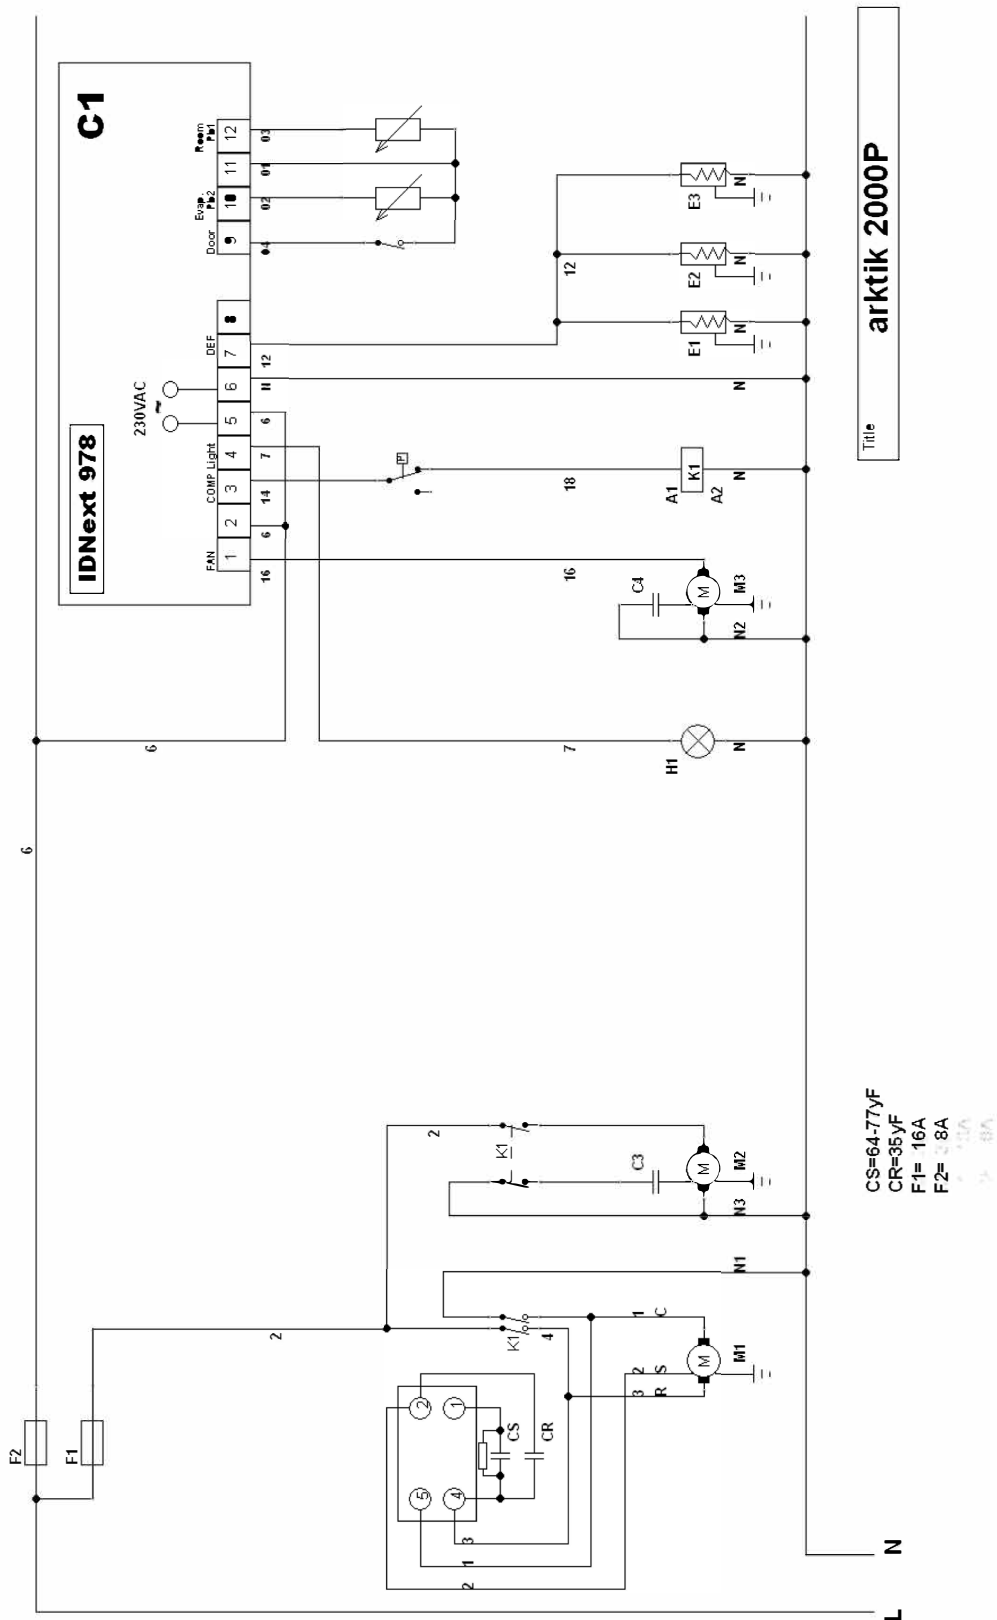 C1
IDNext 978
230VAC
~
FAN
COMP
Light
DEF
Door
Evap.
Pb2
Room
Pb1
1
2
3
4
5
6
7
8
9
10
11
12
16
6
14
7
6
N
12
04
02
01
03
6
6
P
18
16
7
12
A1
K1
A2
N
C4
M
M3
N2
H1
N
N
E1
N
E2
N
E3
N
Title
arktik 2000P
F2
F1
2
2
K1
C3
M
M2
N3
N1
K1
4
1
C
2
S
3
R
M
M1
2
1
5
4
CS
CR
3
1
2
L
N
CS=64-77yF
CR=35yF
F1= 16A
F2= 8A